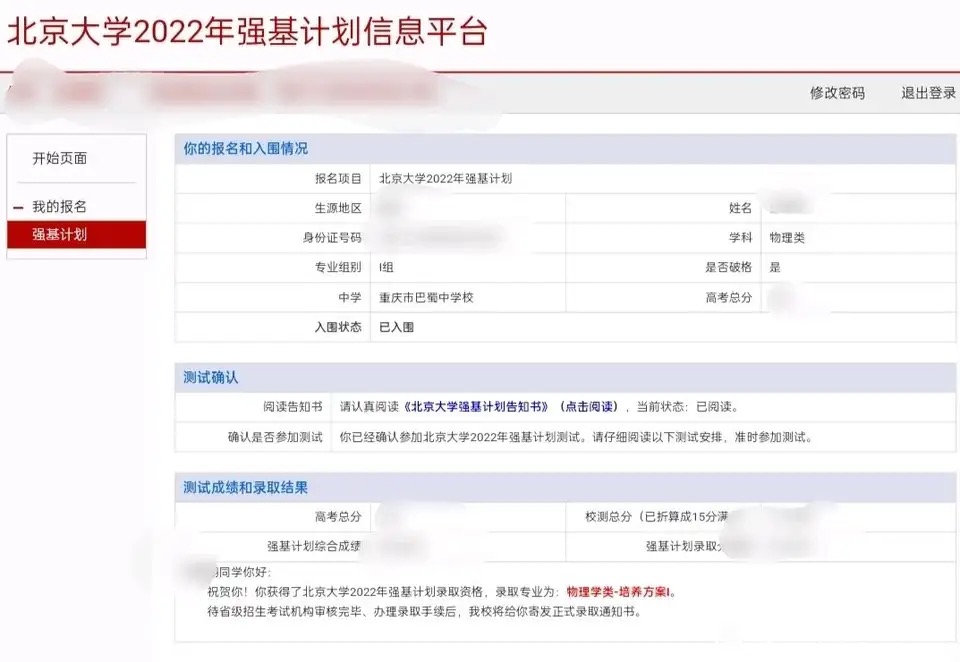 北京大学2022年强基计划信息平台
修改密码 退出登录
开始页面
我的报名
强基计划
你的报名和入围情况
报名项目 北京大学2022年强基计划
生源地区 姓名
身份证号码 学科 物理类
专业组别 I组 是否破格 是
中学 重庆市巴蜀中学校 高考总分
入围状态 已入围
测试确认
阅读告知书 请认真阅读《北京大学强基计划告知书》（点击阅读），当前状态：已阅读。
确认是否参加测试 你已经确认参加北京大学2022年强基计划测试。请仔细阅读以下测试安排，准时参加测试。
测试成绩和录取结果
高考总分 校测总分（已折算成15分满
强基计划综合成绩 强基计划录取
同学你好：
祝贺你！你获得了北京大学2022年强基计划录取资格，录取专业为：物理学类-培养方案I。
待省级招生考试机构审核完毕、办理录取手续后，我校将给你寄发正式录取通知书。